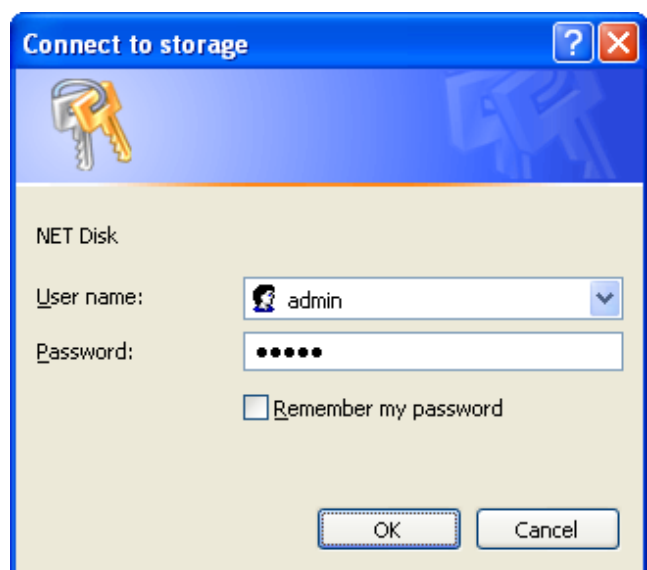 Connect to storage
NET Disk
User name:
admin
Password:
●●●●●
Remember my password
OK
Cancel